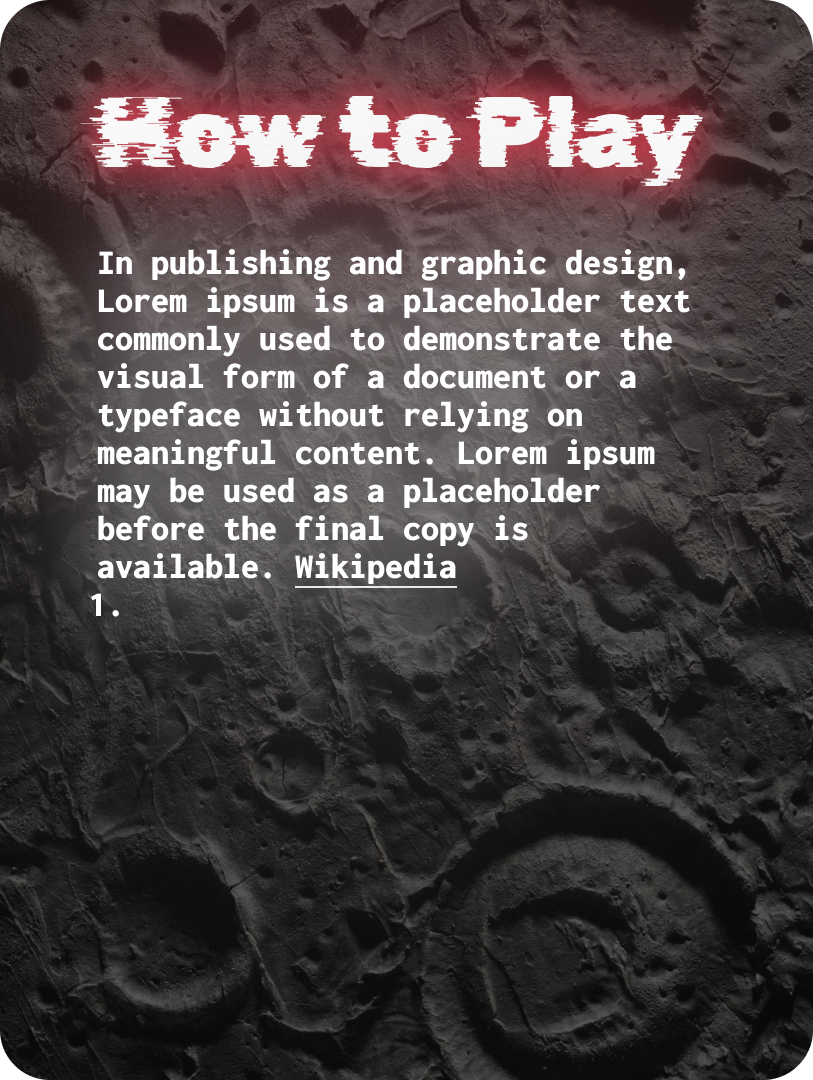 How to Play
In publishing and graphic design,
Lorem ipsum is a placeholder text
commonly used to demonstrate the
visual form of a document or a
typeface without relying on
meaningful content. Lorem ipsum
may be used as a placeholder
before the final copy is
available. Wikipedia
1.